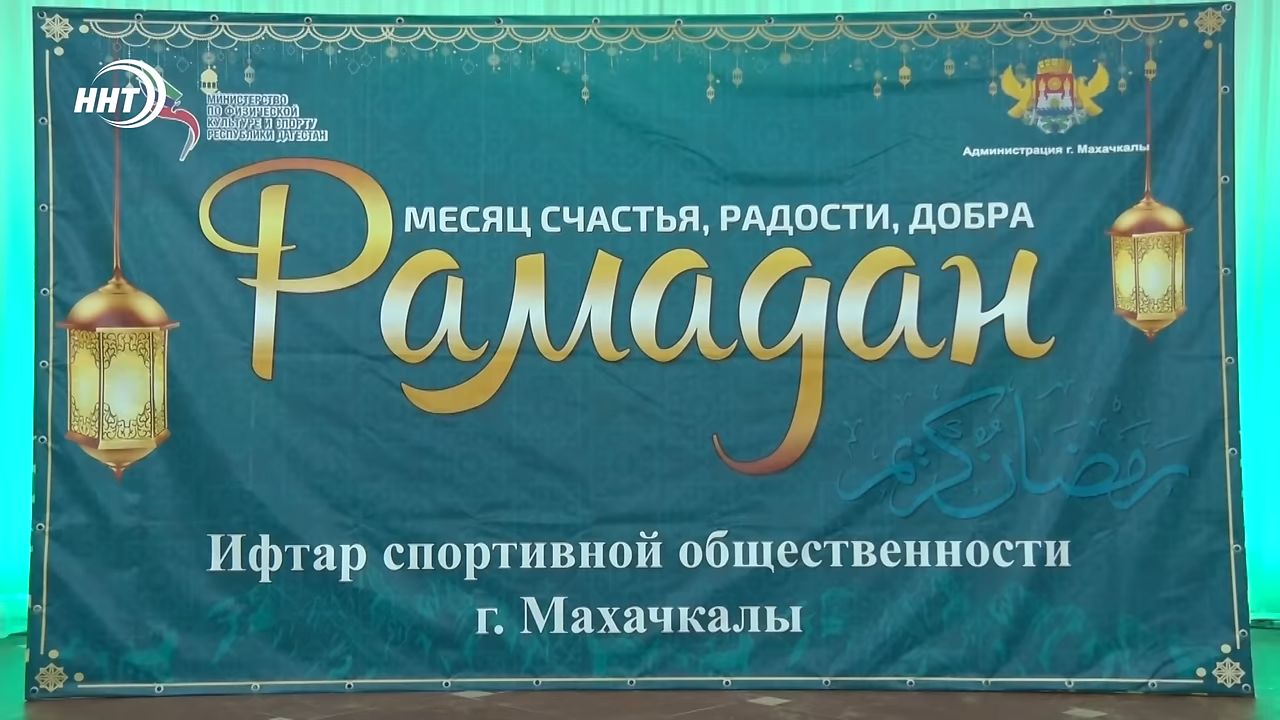 ННТ
МИНИСТЕРСТВО
ПО ФИЗИЧЕСКОЙ
КУЛЬТУРЕ И СПОРТУ
РЕСПУБЛИКИ ДАГЕСТАН
Администрация г. Махачкалы
МЕСЯЦ СЧАСТЬЯ, РАДОСТИ, ДОБРА
Рамадан
رمضان كريم
Ифтар спортивной общественности
г. Махачкалы